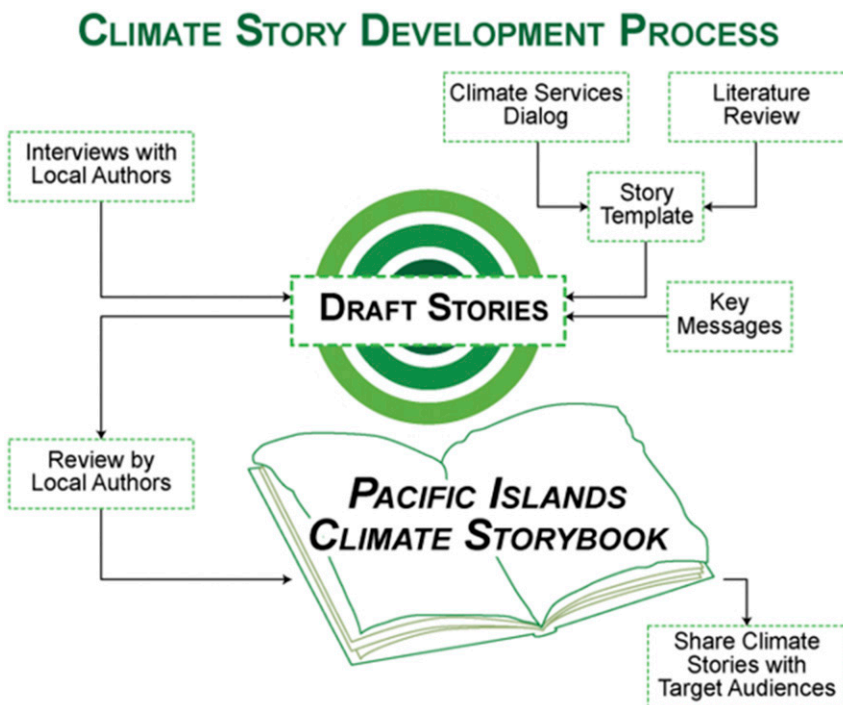 CLIMATE STORY DEVELOPMENT PROCESS
Climate Services
Dialog
Literature
Review
Interviews with
Local Authors
Story
Template
DRAFT STORIES
Key
Messages
Review by
Local Authors
PACIFIC ISLANDS
CLIMATE STORYBOOK
Share Climate
Stories with
Target Audiences